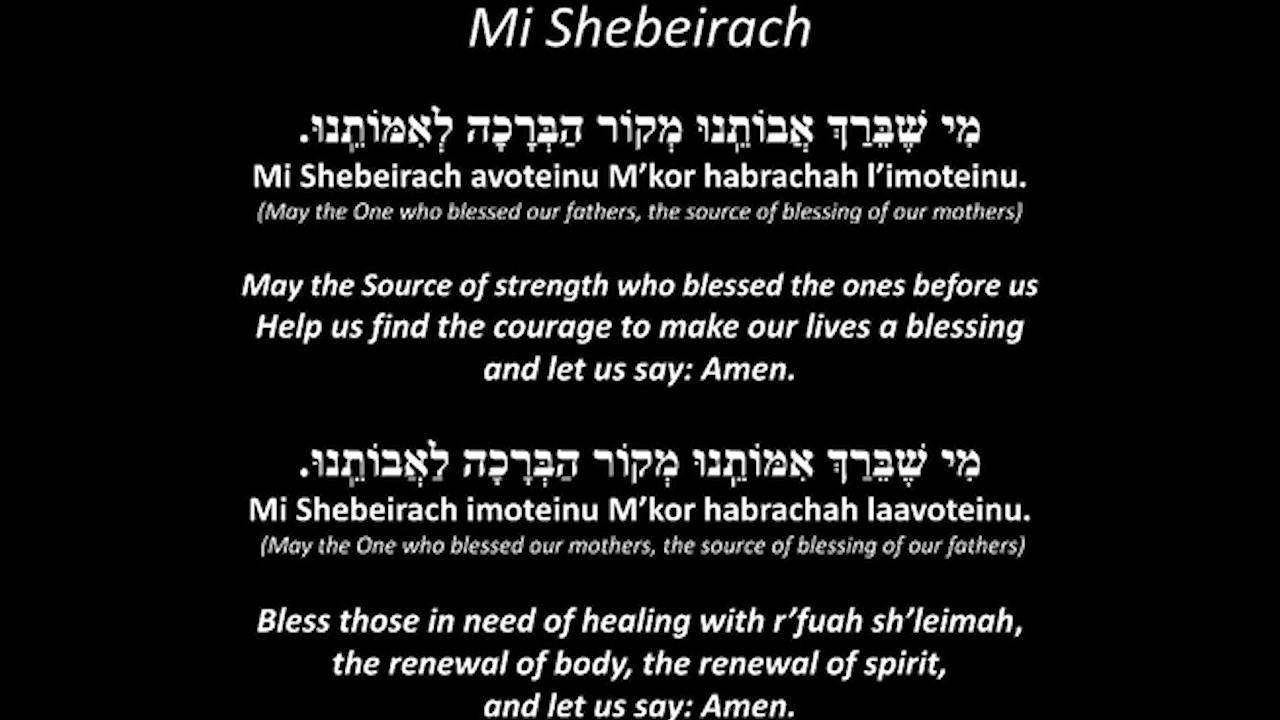 Mi Shebeirach
מִי שֶׁבֵּרַךְ אֲבוֹתֵֽינוּ מְקוֹר הַבְּרָכָה לְאִמּוֹתֵֽינוּ.
Mi Shebeirach avoteinu M’kor habrachah l’imoteinu.
(May the One who blessed our fathers, the source of blessing of our mothers)
May the Source of strength who blessed the ones before us
Help us find the courage to make our lives a blessing
and let us say: Amen.
מִי שֶׁבֵּרַךְ אִמּוֹתֵֽינוּ מְקוֹר הַבְּרָכָה לַאֲבוֹתֵֽינוּ.
Mi Shebeirach imoteinu M’kor habrachah laavoteinu.
(May the One who blessed our mothers, the source of blessing of our fathers)
Bless those in need of healing with r’fuah sh’leimah,
the renewal of body, the renewal of spirit,
and let us say: Amen.